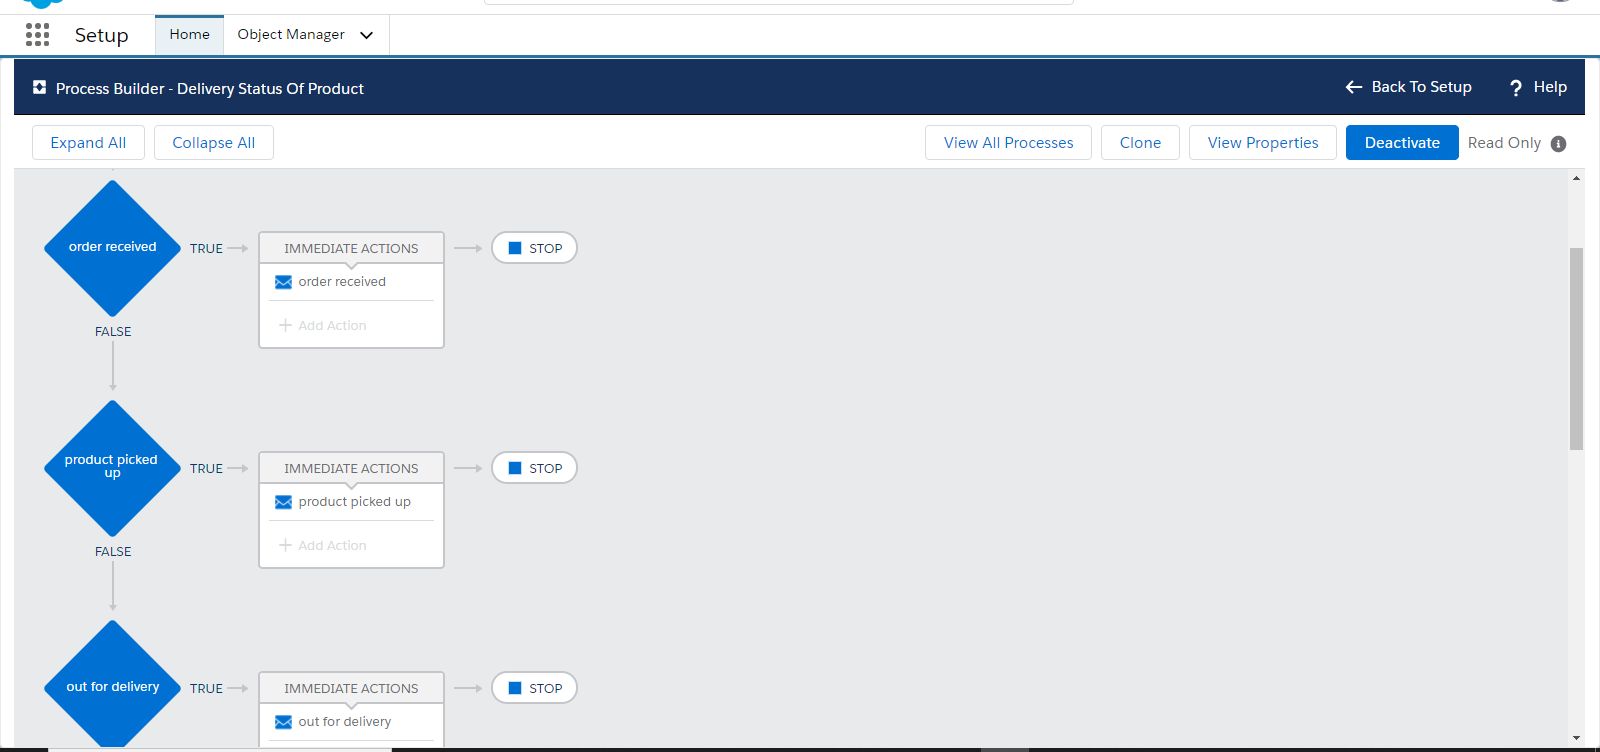 Setup
Home
Object Manager
Process Builder - Delivery Status Of Product
Back To Setup
? Help
Expand All
Collapse All
View All Processes
Clone
View Properties
Deactivate
Read Only
order received
TRUE
IMMEDIATE ACTIONS
STOP
order received
+ Add Action
FALSE
product picked
up
TRUE
IMMEDIATE ACTIONS
STOP
product picked up
+ Add Action
FALSE
out for delivery
TRUE
IMMEDIATE ACTIONS
STOP
out for delivery